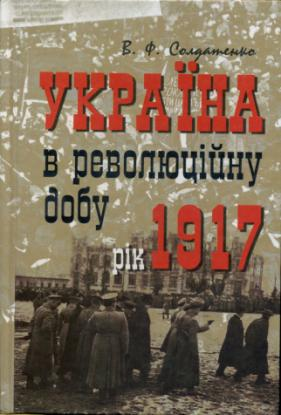 В. Ф. Солдатенко
УКРАЇНА
в революційну
добу
рік 1917